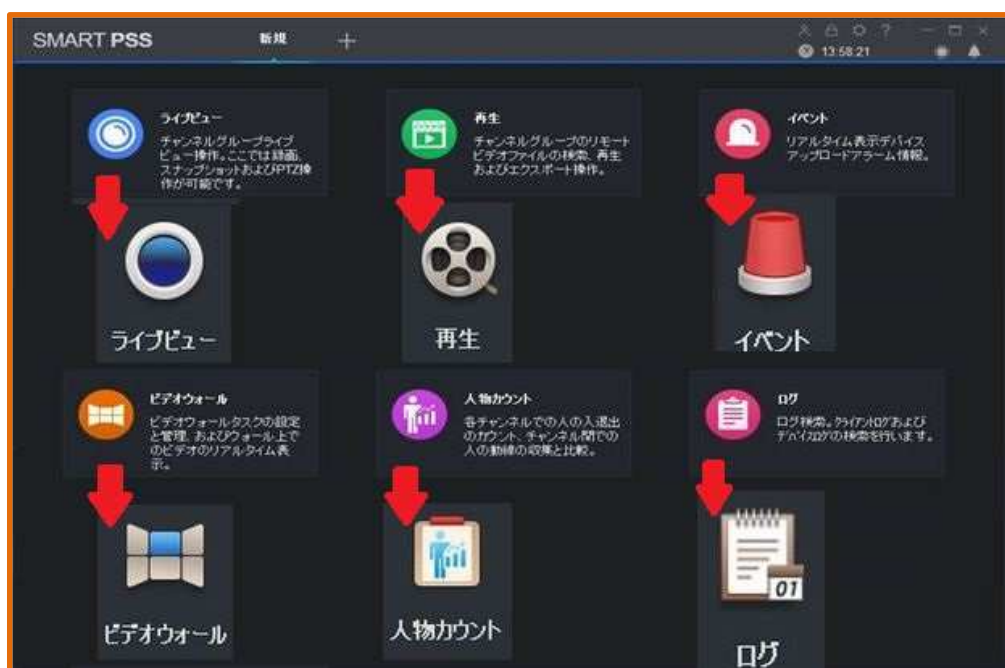 SMART PSS 新規 +
13:58:21
ライブビュー
チャンネルグループライブ
ビュー操作。ここでは録画、
スナップショットおよびPTZ操
作が可能です。
再生
チャンネルグループのリモート
ビデオファイルの検索、再生
およびエクスポート操作。
イベント
リアルタイム表示デバイス
アップロードアラーム情報。
ライブビュー
再生
イベント
ビデオウォール
ビデオウォールタスクの設定
と管理、およびウォール上で
のビデオのリアルタイム表
示。
人物カウント
各チャンネルでの人の入退出
のカウント、チャンネル間での
人の動線の収集と比較。
ログ
ログ検索。クライアントログおよび
デバイスログの検索を行います。
ビデオウォール
人物カウント
01
ログ